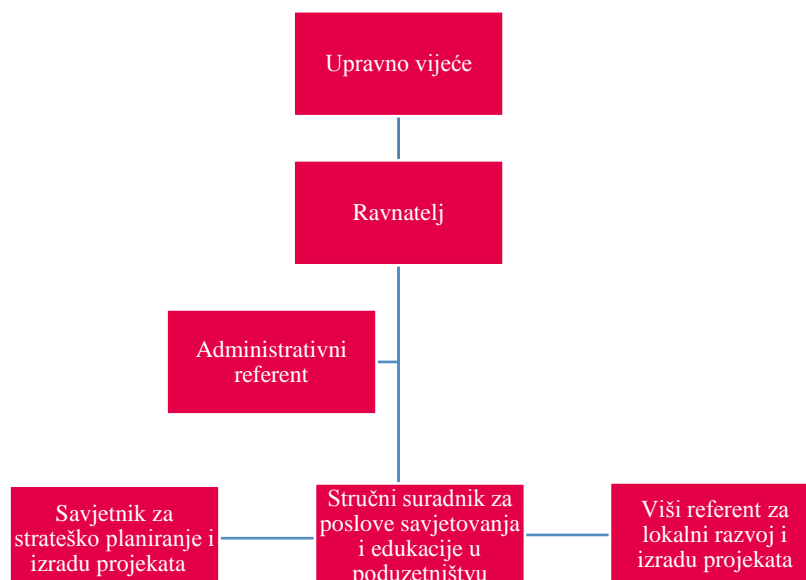 Upravno vijeće
Ravnatelj
Administrativni
referent
Savjetnik za
strateško planiranje i
izradu projekata
Stručni suradnik za
poslove savjetovanja
i edukacije u
poduzetništvu
Viši referent za
lokalni razvoj i
izradu projekata